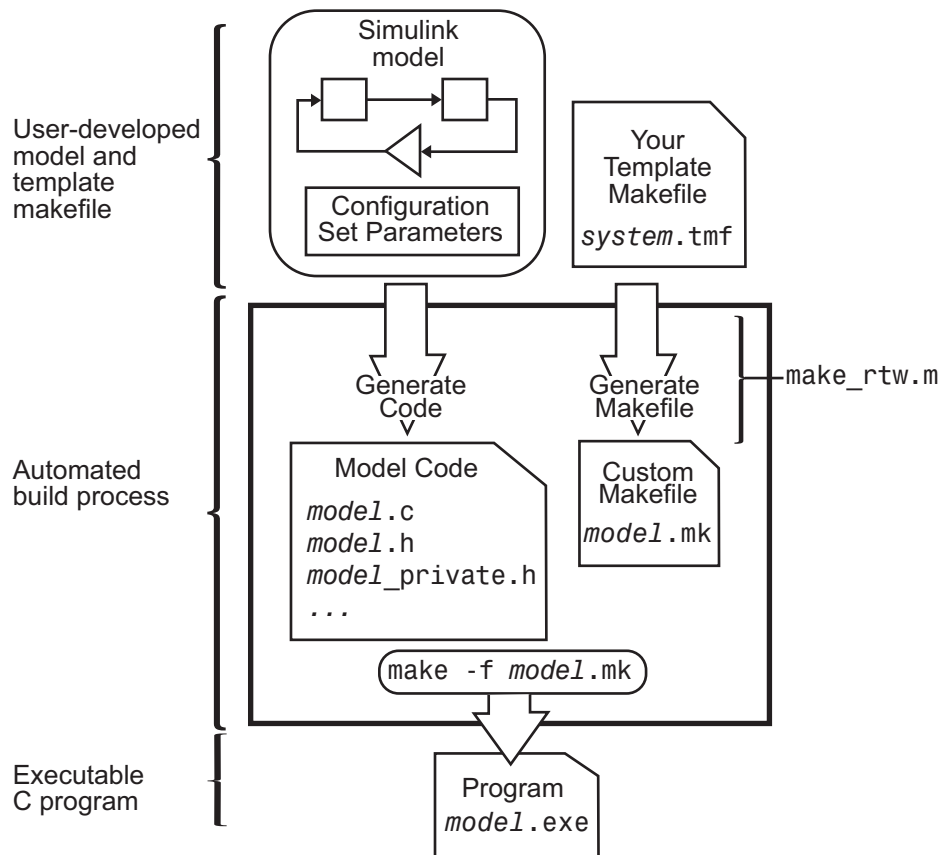 Simulink
model
Configuration
Set Parameters
User-developed
model and
template
makefile
Your
Template
Makefile
system.tmf
Generate
Code
Generate
Makefile
make_rtw.m
Automated
build process
Model Code
model.c
model.h
model_private.h
...
Custom
Makefile
model.mk
make -f model.mk
Executable
C program
Program
model.exe